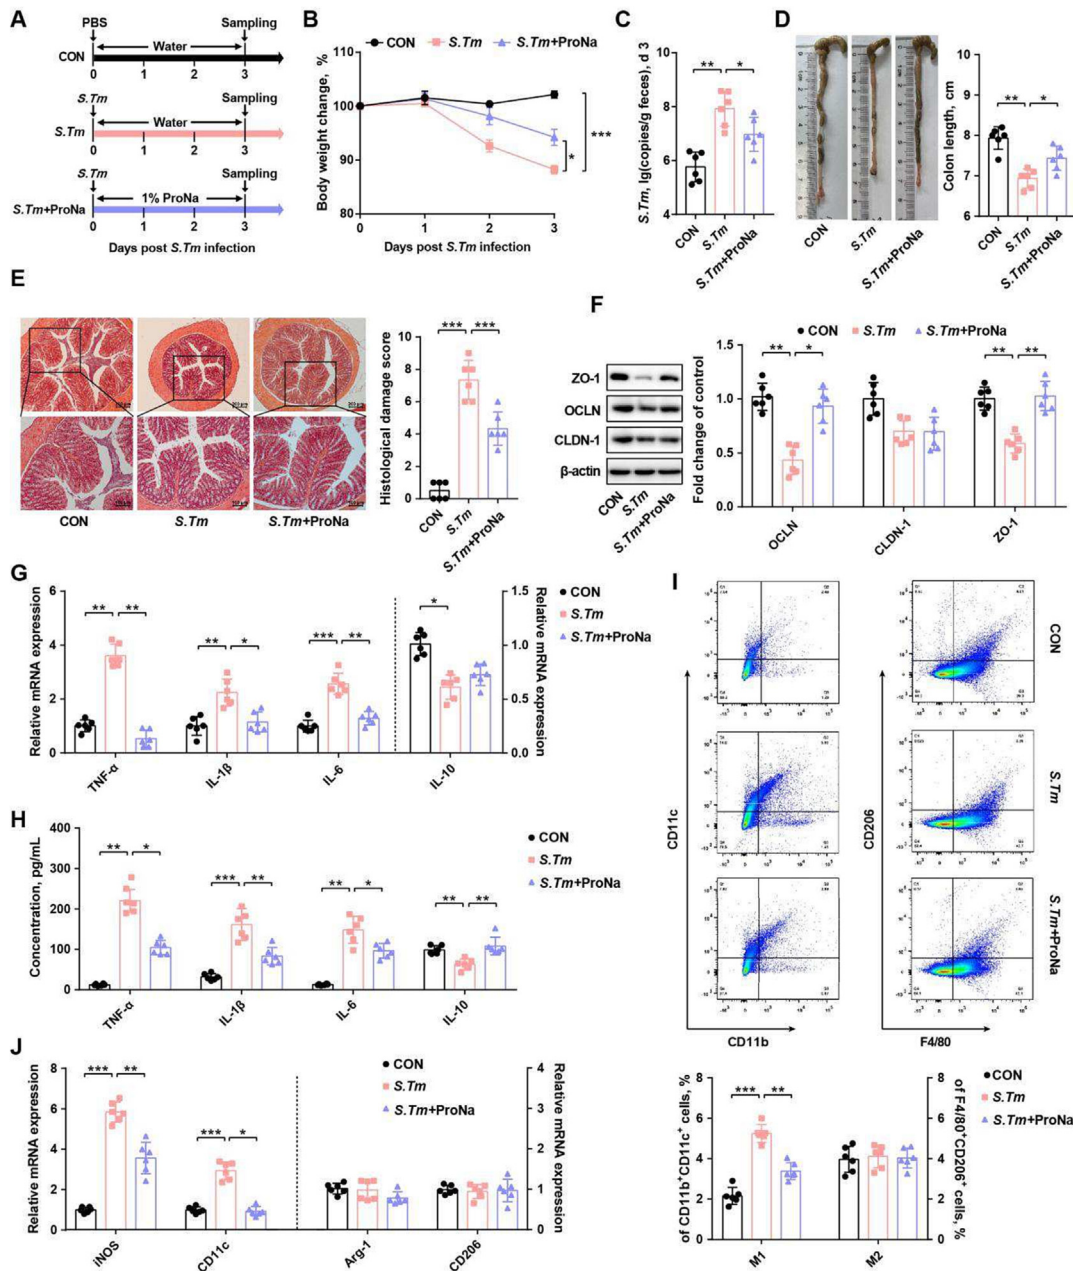 A
PBS
Sampling
Water
CON
0 1 2 3
S.Tm
Sampling
Water
S.Tm
0 1 2 3
S.Tm
Sampling
1% ProNa
S.Tm+ProNa
0 1 2 3
Days post S.Tm infection
B
CON S.Tm S.Tm+ProNa
Body weight change, %
110
100
90
80
0 1 2 3
*
***
Days post S.Tm infection
C
S.Tm, lg(copies/g feces), d 3
10
8
6
4
** *
CON
S.Tm
S.Tm+ProNa
D
CON
S.Tm
S.Tm+ProNa
Colon length, cm
10
9
8
7
6
** *
CON
S.Tm
S.Tm+ProNa
E
CON S.Tm S.Tm+ProNa
Histological damage score
10
8
6
4
2
0
*** ***
CON
S.Tm
S.Tm+ProNa
F
ZO-1
OCLN
CLDN-1
β-actin
CON
S.Tm
S.Tm+ProNa
CON S.Tm S.Tm+ProNa
Fold change of control
1.5
1.0
0.5
0.0
** *
** **
OCLN
CLDN-1
ZO-1
G
Relative mRNA expression
6
4
2
0
** **
** *
*** **
*
Relative mRNA expression
1.5
1.0
0.5
0.0
CON
S.Tm
S.Tm+ProNa
TNF-α
IL-1β
IL-6
IL-10
H
Concentration, pg/mL
400
300
200
100
0
** *
*** **
** *
** **
CON
S.Tm
S.Tm+ProNa
TNF-α
IL-1β
IL-6
IL-10
I
CON
S.Tm
S.Tm+ProNa
CD11c
CD11b
CD206
F4/80
of CD11b+CD11c+ cells, %
8
6
4
2
0
*** **
8
6
4
2
0
of F4/80+CD206+ cells, %
CON
S.Tm
S.Tm+ProNa
M1
M2
J
Relative mRNA expression
8
6
4
2
0
*** **
*** *
CON
S.Tm
S.Tm+ProNa
4
3
2
1
0
Relative mRNA expression
iNOS
CD11c
Arg-1
CD206